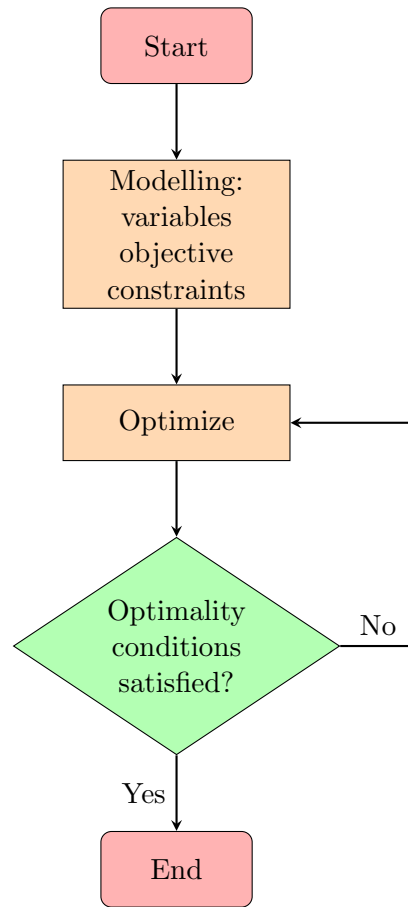 Start
Modelling:
variables
objective
constraints
Optimize
Optimality
conditions
satisfied?
No
Yes
End